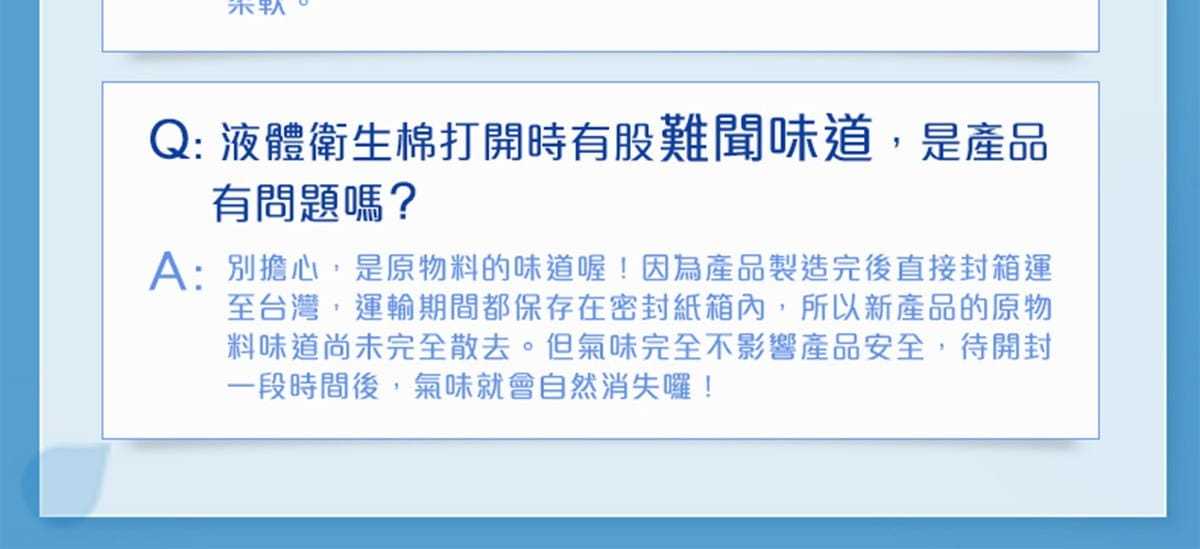 柔軟。
Q: 液體衛生棉打開時有股難聞味道，是產品
有問題嗎？
A: 別擔心，是原物料的味道喔！因為產品製造完後直接封箱運
至台灣，運輸期間都保存在密封紙箱內，所以新產品的原物
料味道尚未完全散去。但氣味完全不影響產品安全，待開封
一段時間後，氣味就會自然消失囉！